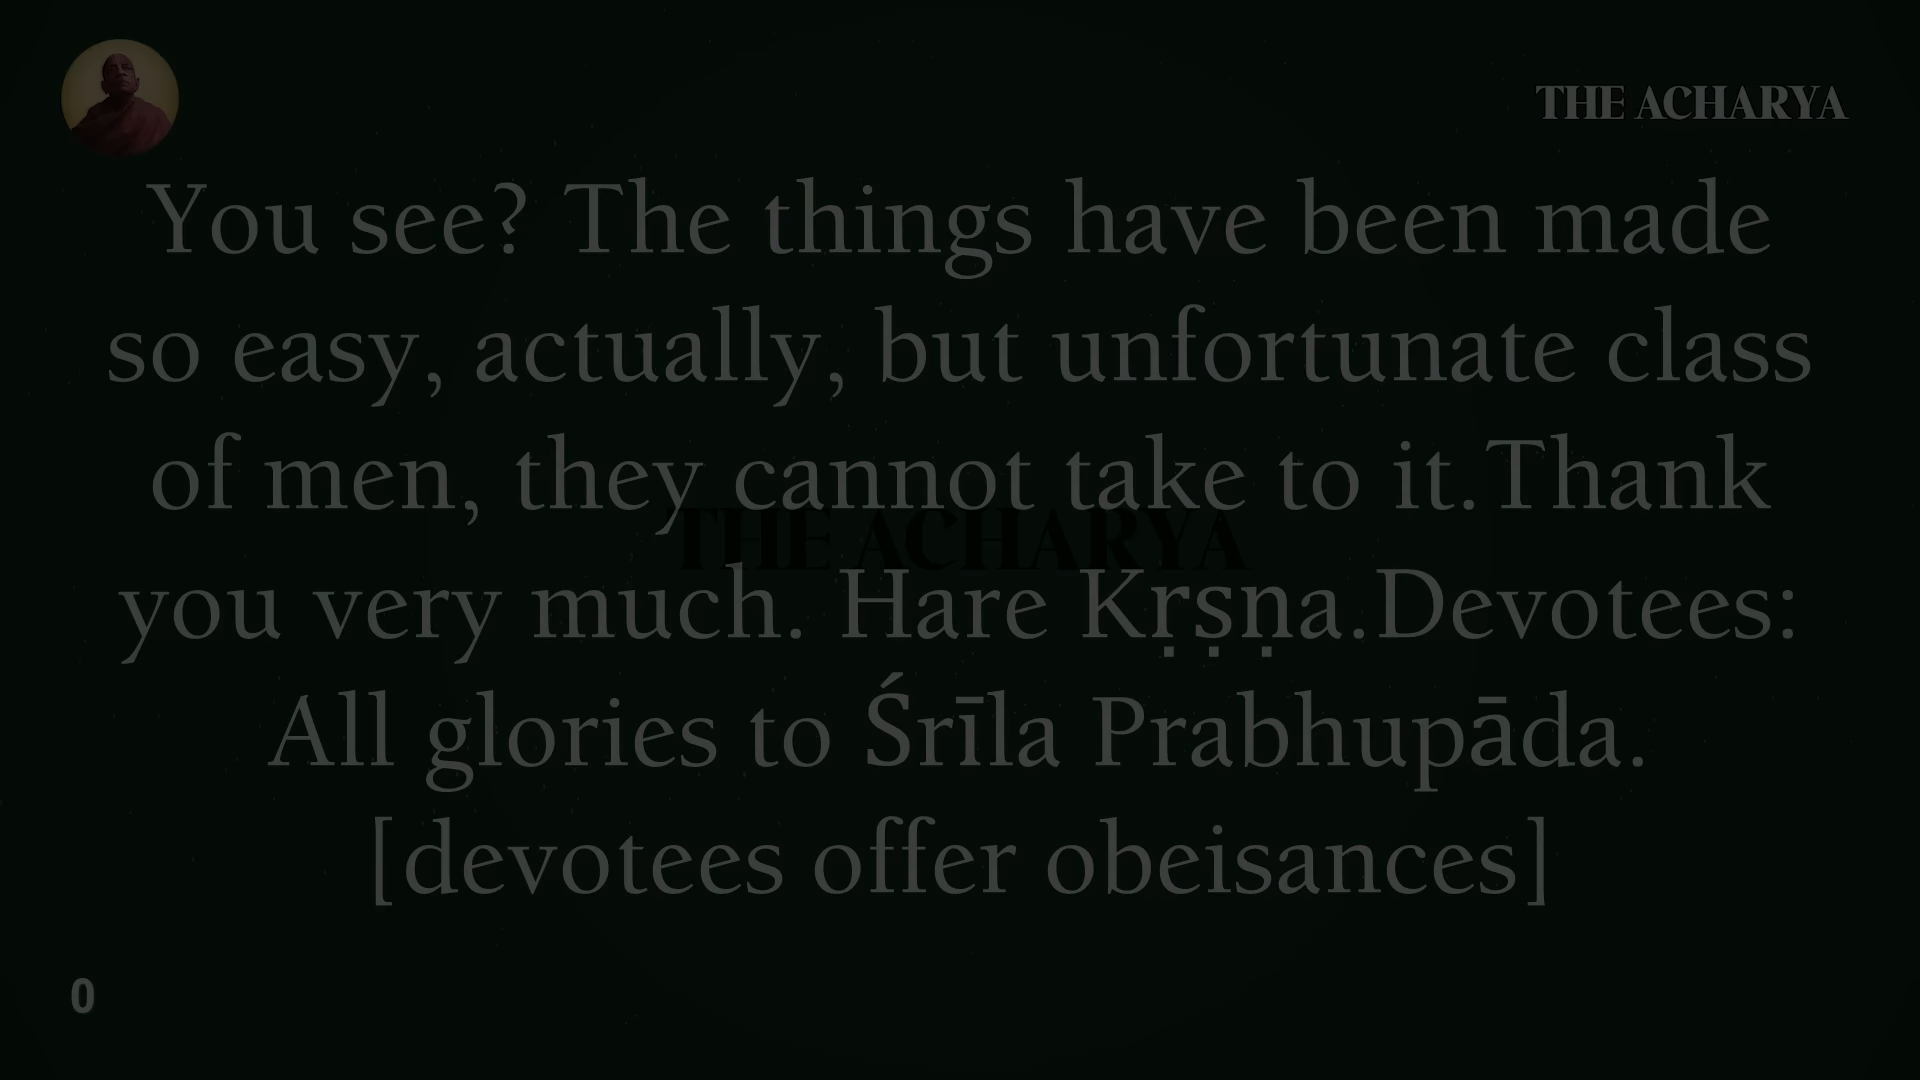 THE ACHARYA
You see? The things have been made
so easy, actually, but unfortunate class
of men, they cannot take to it.Thank
THE ACHARYA
you very much. Hare Kṛṣṇa.Devotees:
All glories to Śrīla Prabhupāda.
[devotees offer obeisances]
0